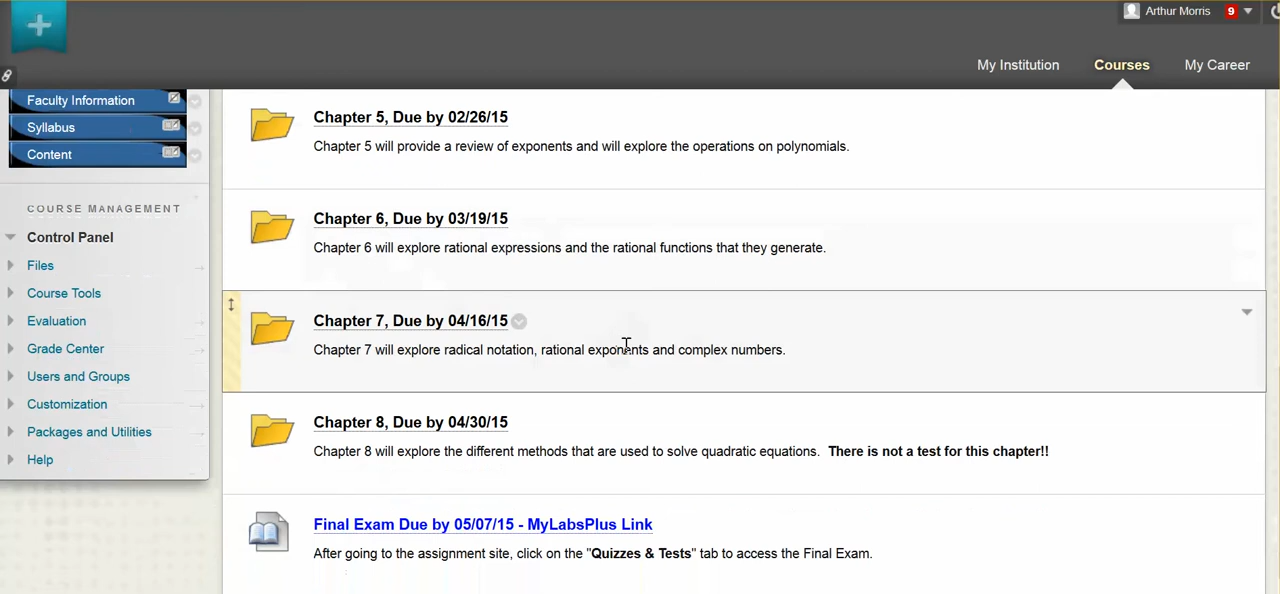 Arthur Morris 9
My Institution Courses My Career
Faculty Information
Syllabus
Content
COURSE MANAGEMENT
Control Panel
Files
Course Tools
Evaluation
Grade Center
Users and Groups
Customization
Packages and Utilities
Help
Chapter 5, Due by 02/26/15
Chapter 5 will provide a review of exponents and will explore the operations on polynomials.
Chapter 6, Due by 03/19/15
Chapter 6 will explore rational expressions and the rational functions that they generate.
Chapter 7, Due by 04/16/15
Chapter 7 will explore radical notation, rational exponents and complex numbers.
Chapter 8, Due by 04/30/15
Chapter 8 will explore the different methods that are used to solve quadratic equations. There is not a test for this chapter!!
Final Exam Due by 05/07/15 - MyLabsPlus Link
After going to the assignment site, click on the "Quizzes & Tests" tab to access the Final Exam.